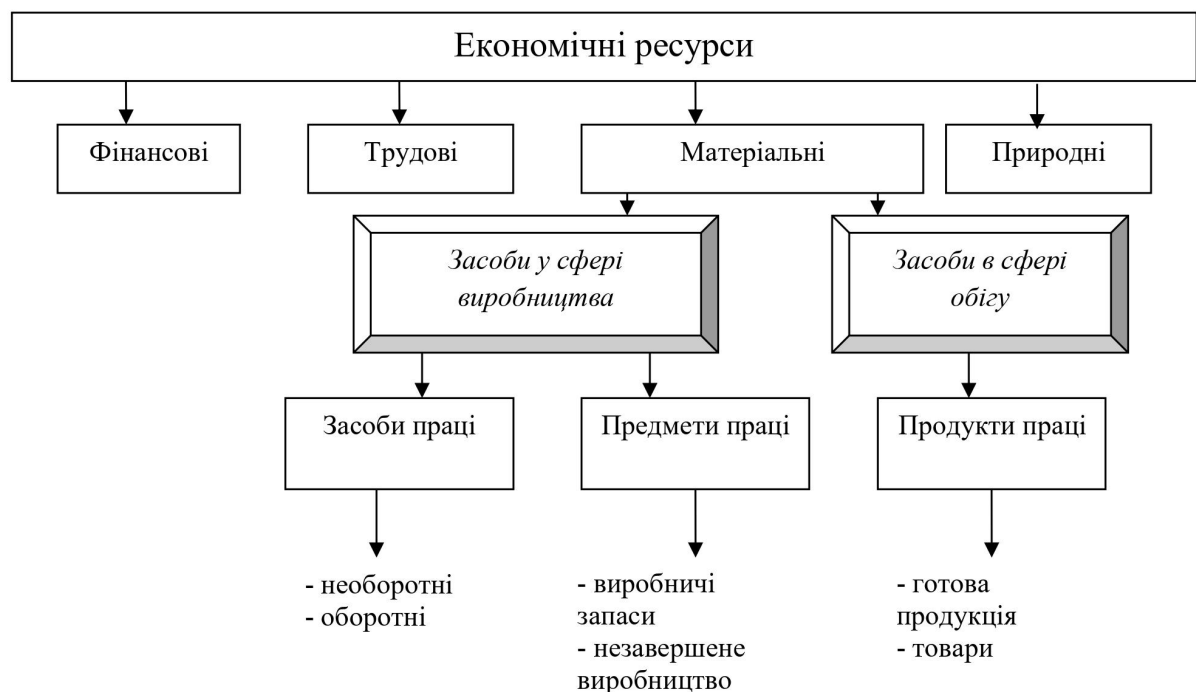 Економічні ресурси
Фінансові
Трудові
Матеріальні
Природні
Засоби у сфері
виробництва
Засоби в сфері
обігу
Засоби праці
Предмети праці
Продукти праці
- необоротні
- оборотні
- виробничі
запаси
- незавершене
виробництво
- готова
продукція
- товари